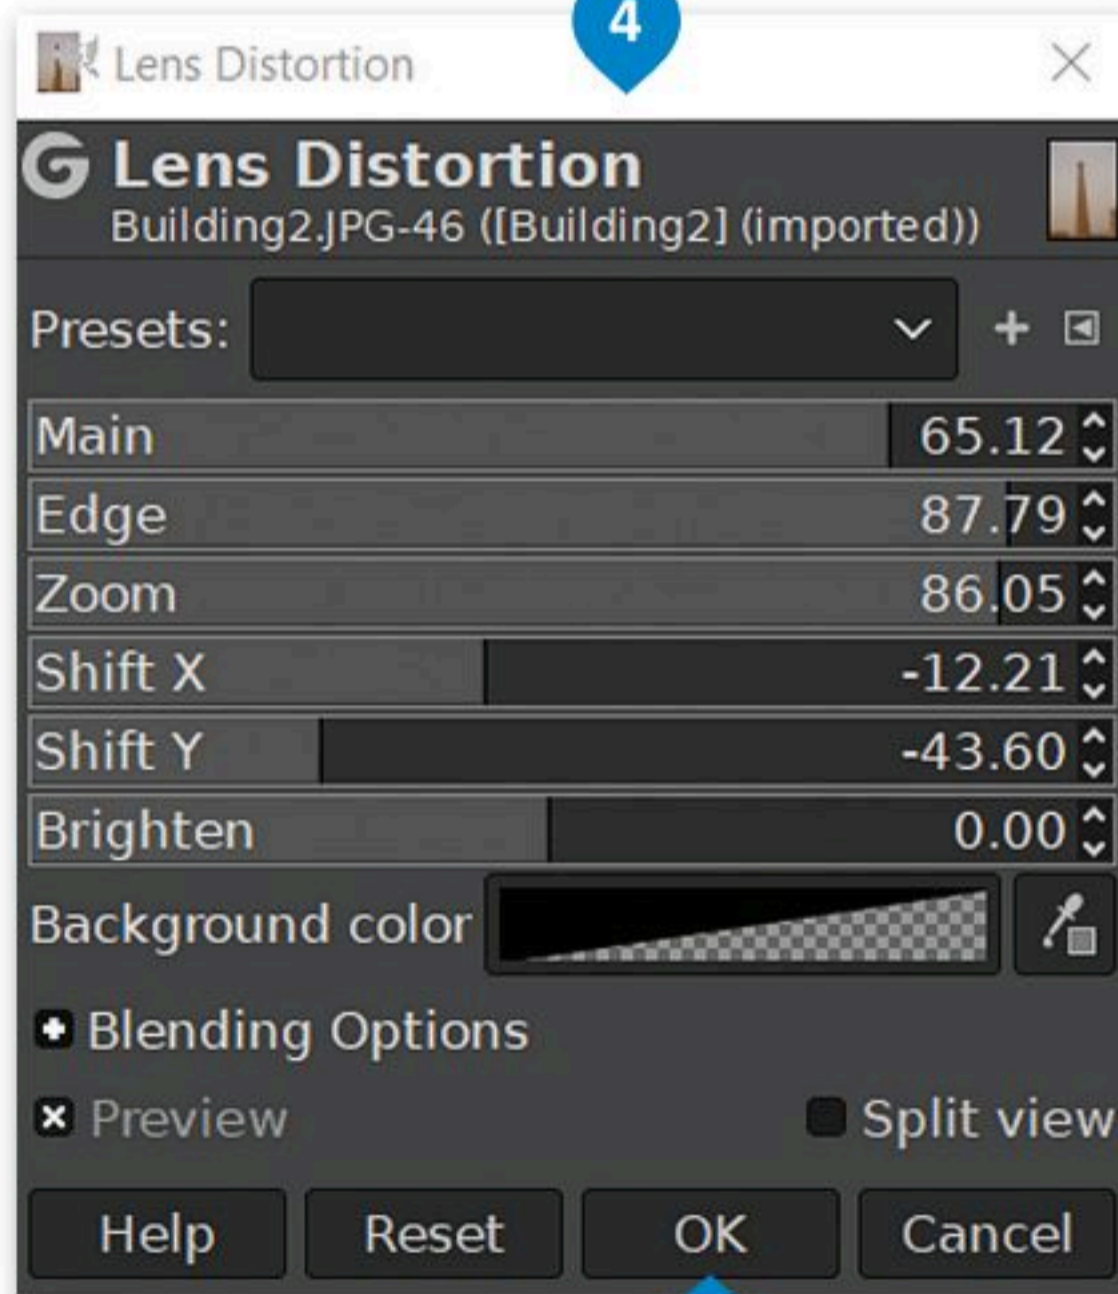 4
Lens Distortion
Lens Distortion
Building2.JPG-46 ([Building2] (imported))
Presets:
Main 65.12
Edge 87.79
Zoom 86.05
Shift X -12.21
Shift Y -43.60
Brighten 0.00
Background color
Blending Options
Preview Split view
Help Reset OK Cancel